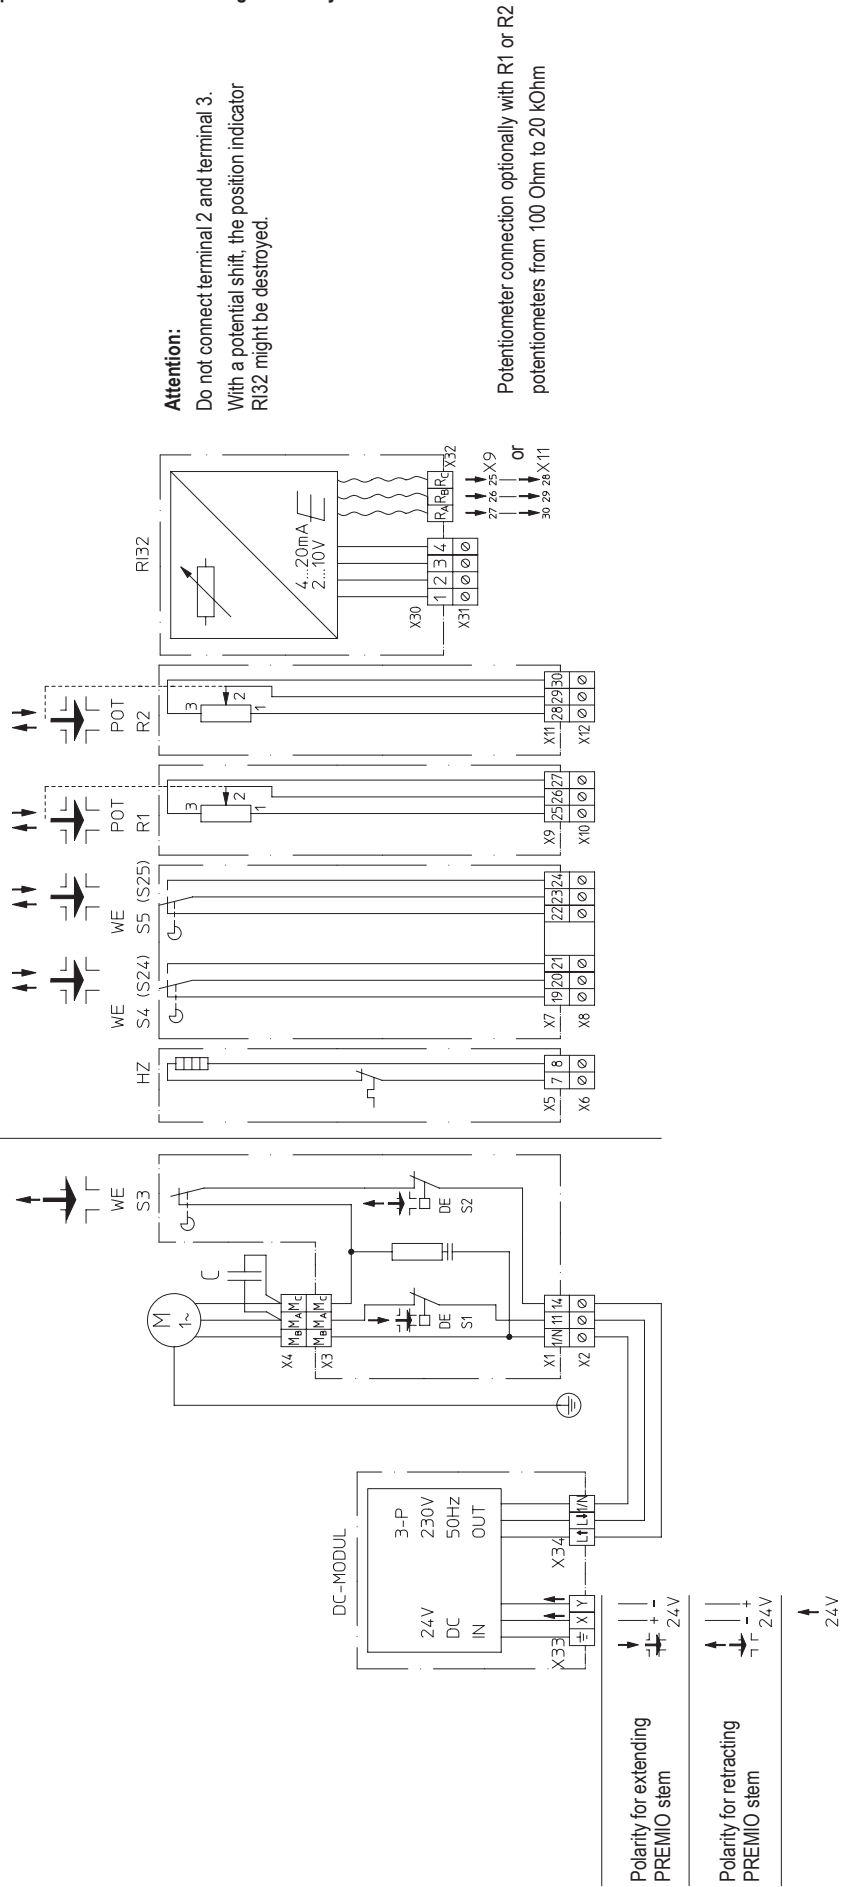 Attention:
Do not connect terminal 2 and terminal 3.
With a potential shift, the position indicator
RI32 might be destroyed.
Potentiometer connection optionally with R1 or R2
potentiometers from 100 Ohm to 20 kOhm
RI32
4...20mA
2...10V
X30
1 2 3 4
X31
RA RB RC
X32
27 26 25 X9
or
30 29 28 X11
POT
R2
3
2
1
X11 28 29 30
X12
POT
R1
3
2
1
X9 25 26 27
X10
WE
S5 (S25)
22 23 24
WE
S4 (S24)
X7 19 20 21
X8
HZ
X5 7 8
X6
WE
S3
DE
S2
C
M
1~
X4 MB MA MC
X3 MB MA MC
DE
S1
X1 1/N 11 14
X2
DC-MODUL
3-P
24V 230V
DC 50Hz
IN OUT
X33 X Y
X34 L L 1/N
Polarity for extending
PREMIO stem
+ -
24V
Polarity for retracting
PREMIO stem
- +
24V
24V